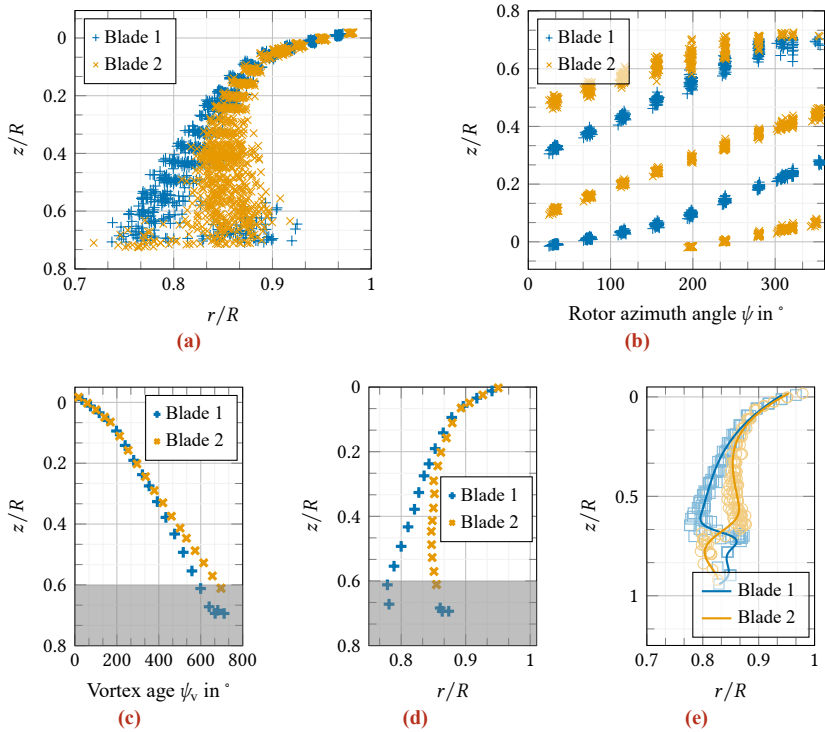 0
0.2
0.4
0.6
0.8
z/R
Blade 1
Blade 2
0.7
0.8
0.9
1
r/R
(a)
0.8
0.6
0.4
0.2
0
z/R
Blade 1
Blade 2
0
100
200
300
Rotor azimuth angle ψ in °
(b)
0
0.2
0.4
0.6
0.8
z/R
Blade 1
Blade 2
0
200
400
600
800
Vortex age ψv in °
(c)
0
0.2
0.4
0.6
0.8
z/R
Blade 1
Blade 2
0.8
0.9
1
r/R
(d)
0
0.5
1
z/R
Blade 1
Blade 2
0.7
0.8
0.9
1
r/R
(e)